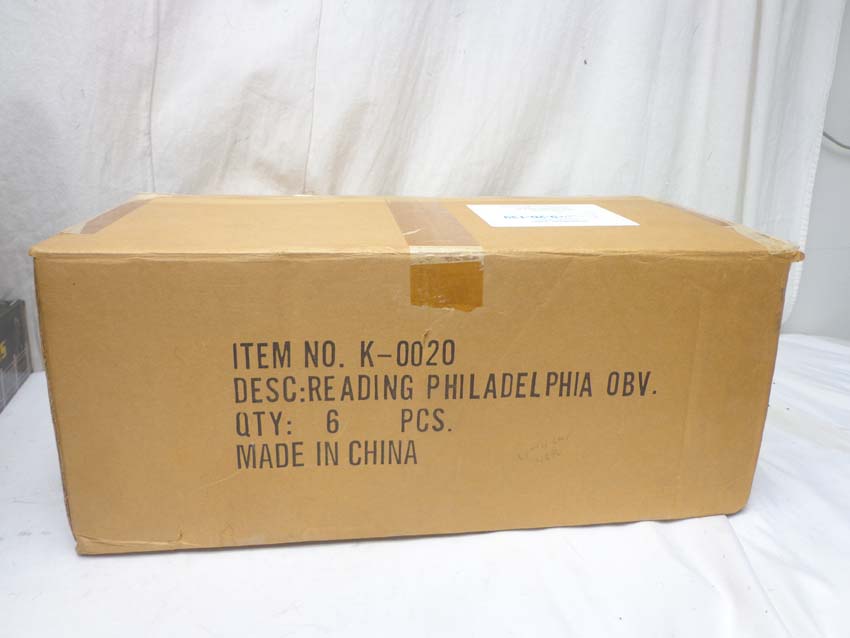 ITEM NO. K-0020
DESC:READING PHILADELPHIA OBV.
QTY: 6 PCS.
MADE IN CHINA